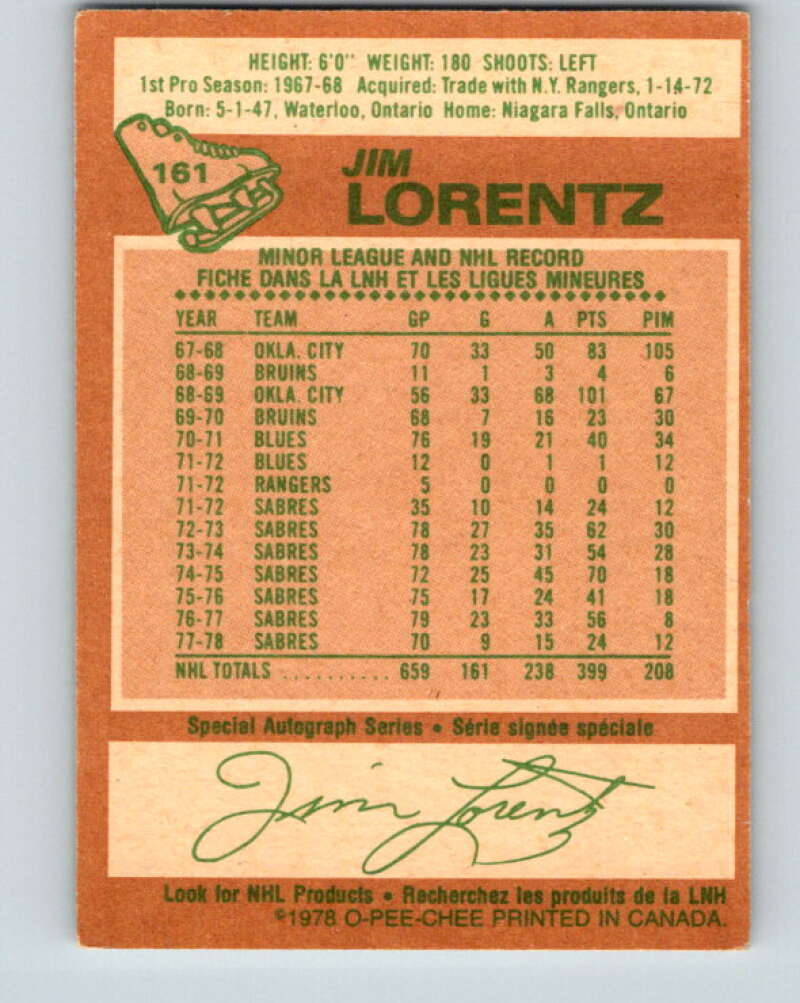 HEIGHT: 6'0" WEIGHT: 180 SHOOTS: LEFT
1st Pro Season: 1967-68 Acquired: Trade with N.Y. Rangers, 1-14-72
Born: 5-1-47, Waterloo, Ontario Home: Niagara Falls, Ontario
161
JIM
LORENTZ
MINOR LEAGUE AND NHL RECORD
FICHE DANS LA LNH ET LES LIGUES MINEURES
YEAR TEAM GP G A PTS PIM
67-68 OKLA. CITY 70 33 50 83 105
68-69 BRUINS 11 1 3 4 6
68-69 OKLA. CITY 56 33 68 101 67
69-70 BRUINS 68 7 16 23 30
70-71 BLUES 76 19 21 40 34
71-72 BLUES 12 0 1 1 12
71-72 RANGERS 5 0 0 0 0
71-72 SABRES 35 10 14 24 12
72-73 SABRES 78 27 35 62 30
73-74 SABRES 78 23 31 54 28
74-75 SABRES 72 25 45 70 18
75-76 SABRES 75 17 24 41 18
76-77 SABRES 79 23 33 56 8
77-78 SABRES 70 9 15 24 12
NHL TOTALS .......... 659 161 238 399 208
Special Autograph Series • Série signée spéciale
Jim Lorentz
Look for NHL Products • Recherchez les produits de la LNH
©1978 O-PEE-CHEE PRINTED IN CANADA.